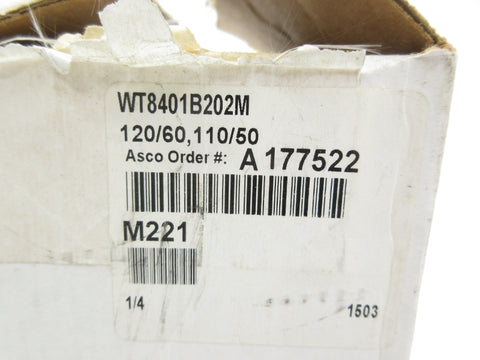 WT8401B202M
120/60,110/50
Asco Order #: A 177522
M221
1/4
1503